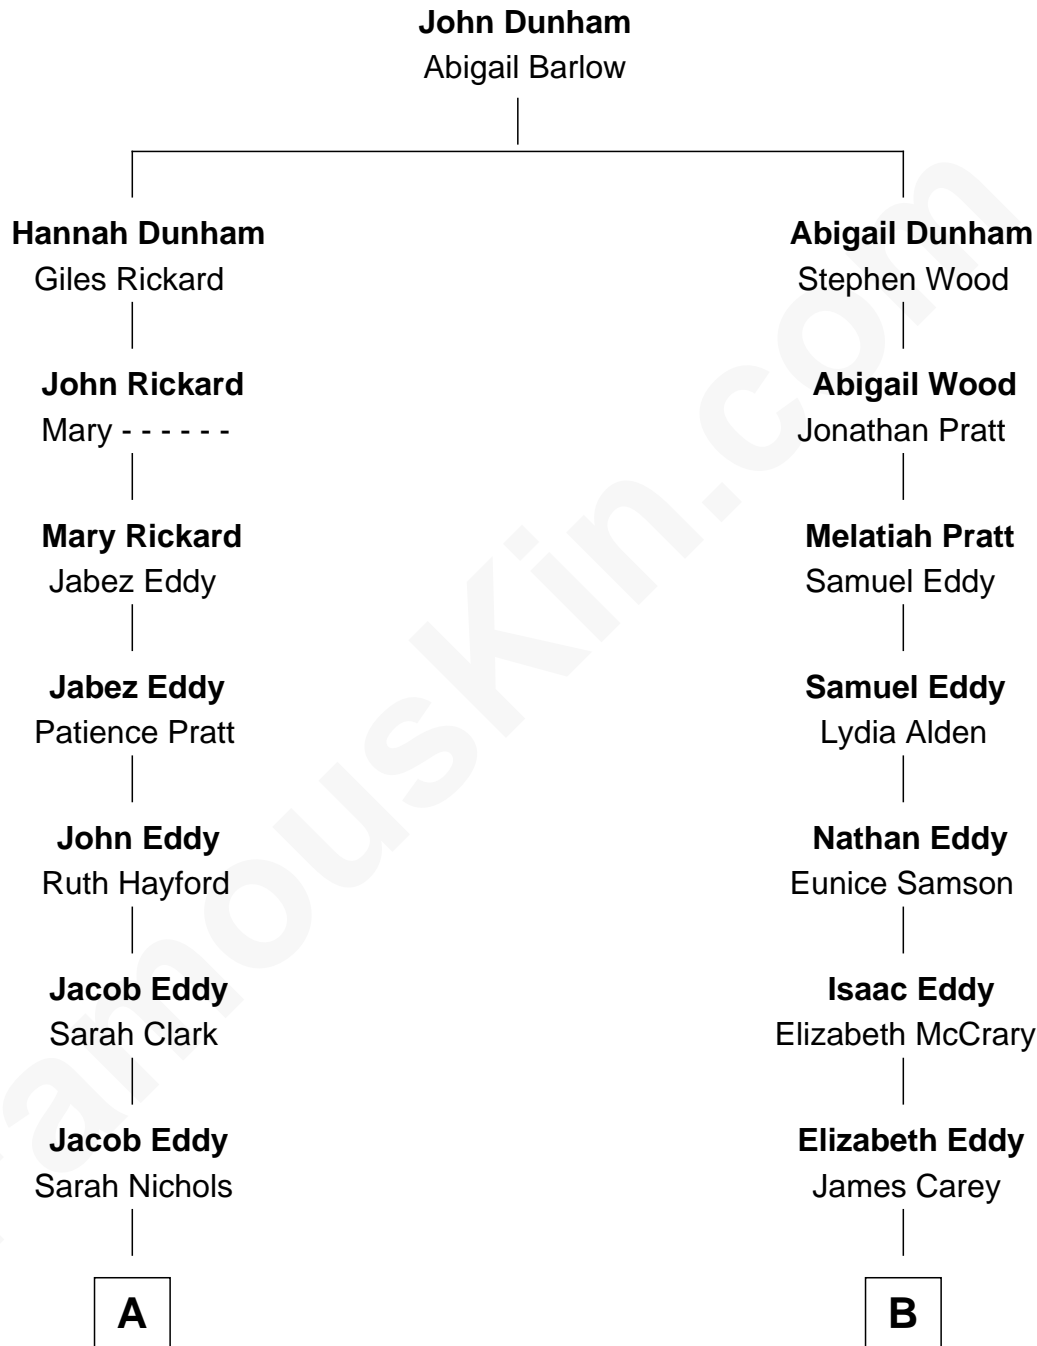 John Dunham
Abigail Barlow
Hannah Dunham
Giles Rickard
Abigail Dunham
Stephen Wood
John Rickard
Mary - - - - - -
Abigail Wood
Jonathan Pratt
Mary Rickard
Jabez Eddy
Melatiah Pratt
Samuel Eddy
Jabez Eddy
Patience Pratt
Samuel Eddy
Lydia Alden
John Eddy
Ruth Hayford
Nathan Eddy
Eunice Samson
Jacob Eddy
Sarah Clark
Isaac Eddy
Elizabeth McCrary
Jacob Eddy
Sarah Nichols
Elizabeth Eddy
James Carey
A
B
FamousKin.com